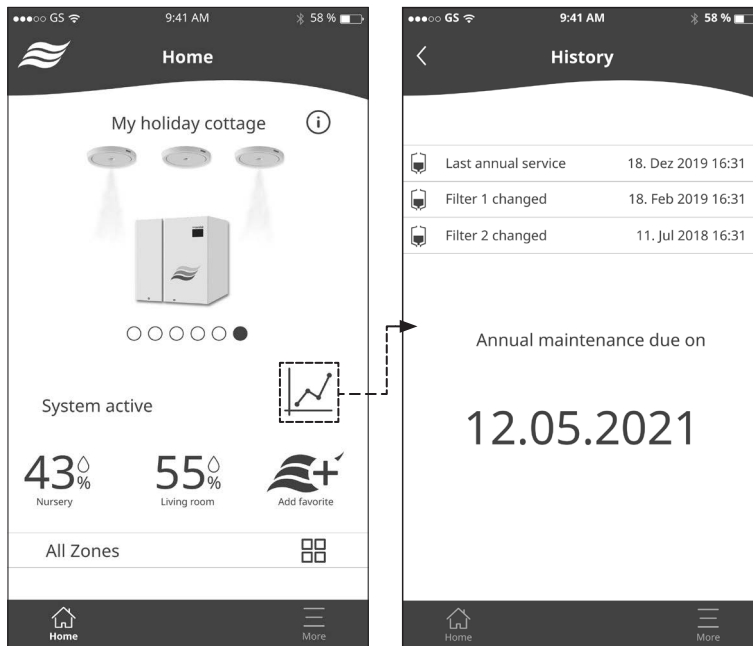 GS 9:41 AM 58 %
Home
My holiday cottage
i
System active
43%
Nursery
55%
Living room
+
Add favorite
All Zones
Home
More
GS 9:41 AM 58 %
History
Last annual service 18. Dez 2019 16:31
Filter 1 changed 18. Feb 2019 16:31
Filter 2 changed 11. Jul 2018 16:31
Annual maintenance due on
12.05.2021
Home
More